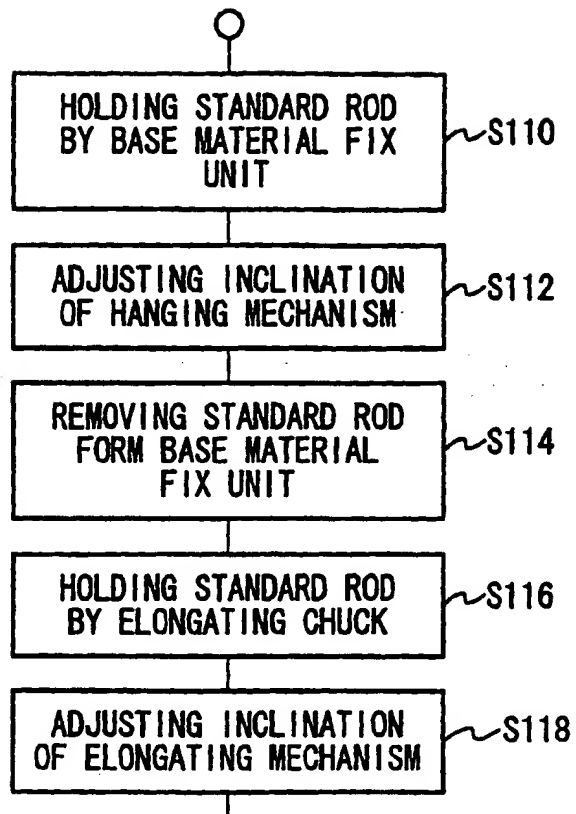 HOLDING STANDARD ROD
BY BASE MATERIAL FIX
UNIT
S110
ADJUSTING INCLINATION
OF HANGING MECHANISM
S112
REMOVING STANDARD ROD
FORM BASE MATERIAL
FIX UNIT
S114
HOLDING STANDARD ROD
BY ELONGATING CHUCK
S116
ADJUSTING INCLINATION
OF ELONGATING MECHANISM
S118